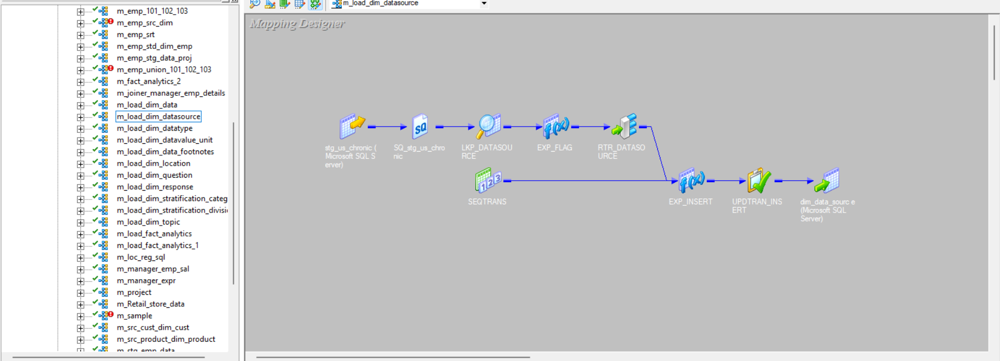 m_load_dim_datasource
m_emp_101_102_103
m_emp_src_dim
m_emp_srt
m_emp_std_dim_emp
m_emp_stg_data_proj
m_emp_union_101_102_103
m_fact_analytics_2
m_joiner_manager_emp_details
m_load_dim_data
m_load_dim_datasource
m_load_dim_datatype
m_load_dim_datavalue_unit
m_load_dim_data_footnotes
m_load_dim_location
m_load_dim_question
m_load_dim_response
m_load_dim_stratification_categ
m_load_dim_stratification_divisi
m_load_dim_topic
m_load_fact_analytics
m_load_fact_analytics_1
m_loc_reg_sql
m_manager_emp_sal
m_manager_expr
m_project
m_Retail_store_data
m_sample
m_src_cust_dim_cust
m_src_product_dim_product
m_stg_emp_data
Mapping Designer
SQ
stg_us_chronic (
Microsoft SQL S
erver)
SQ_stg_us_chro
nic
LKP_DATASOU
RCE
f(x)
EXP_FLAG
RTR_DATASO
URCE
123
SEQTRANS
f(x)
EXP_INSERT
UPDTRAN_INS
ERT
dim_data_sourc e
(Microsoft SQL
Server)